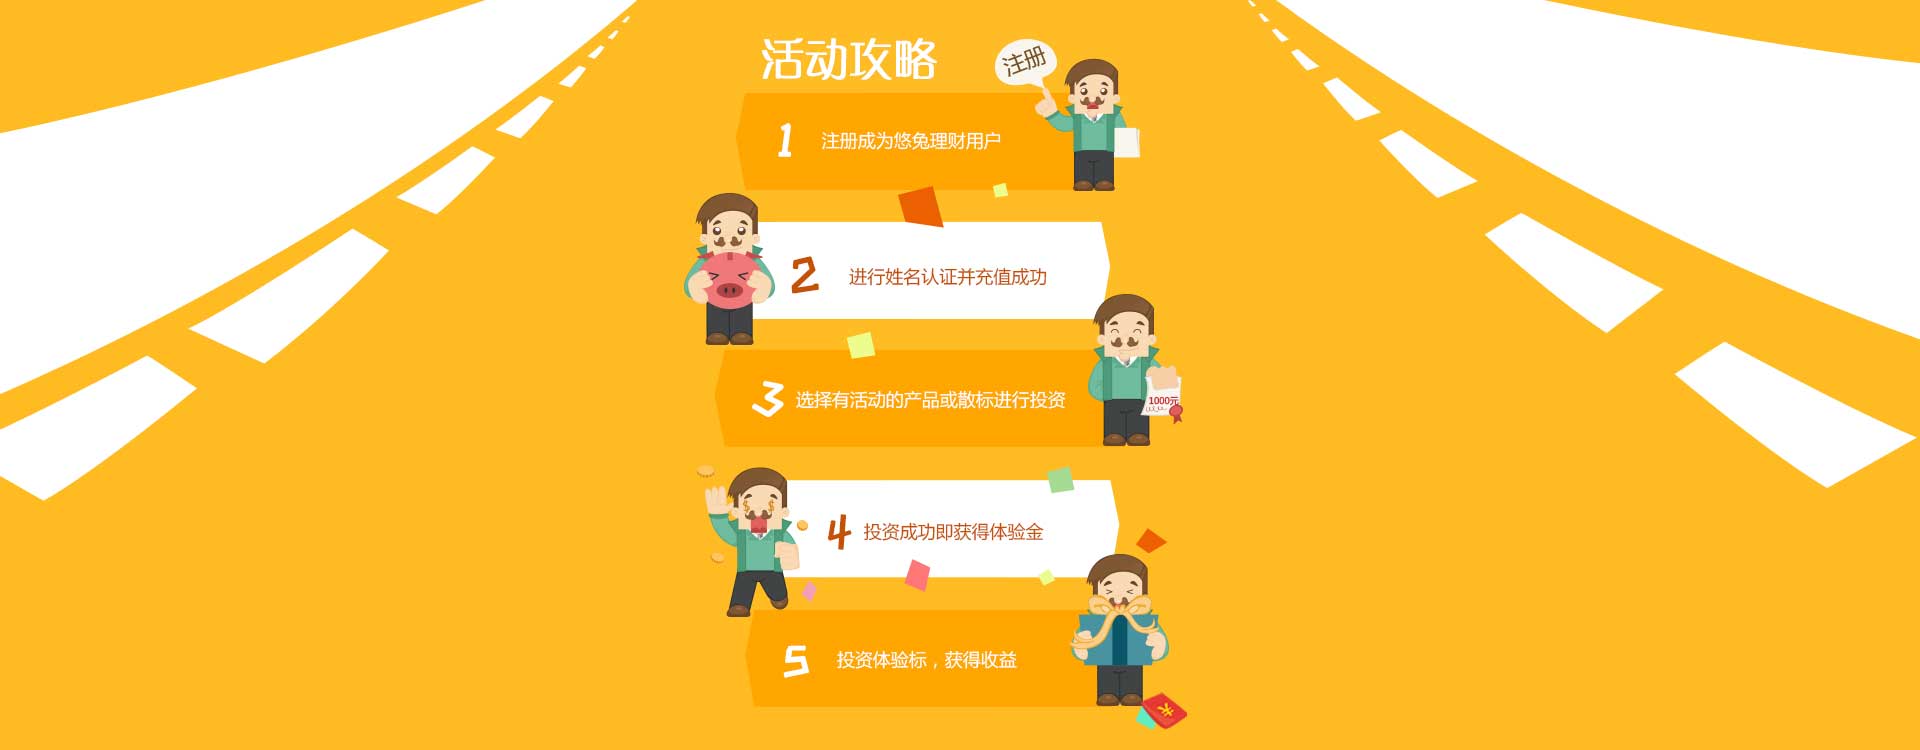 活动攻略
注册
1 注册成为悠兔理财用户
2 进行姓名认证并充值成功
3 选择有活动的产品或散标进行投资
1000元
4 投资成功即获得体验金
5 投资体验标，获得收益
¥